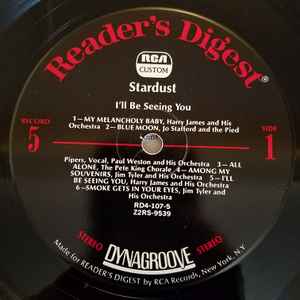 Reader's Digest®
RCA
CUSTOM
Stardust
I'll Be Seeing You
RECORD
5
SIDE
1
1—MY MELANCHOLY BABY, Harry James and His
Orchestra 2—BLUE MOON, Jo Stafford and the Pied
Pipers, Vocal, Paul Weston and His Orchestra 3—ALL
ALONE, The Pete King Chorale 4—AMONG MY
SOUVENIRS, Jim Tyler and His Orchestra 5—I'LL
BE SEEING YOU, Harry James and His Orchestra
6—SMOKE GETS IN YOUR EYES, Jim Tyler and
His Orchestra
RD4-107-5
Z2RS-9539
STEREO
DYNAGROOVE
STEREO
Made for READER'S DIGEST by RCA Records, New York, N.Y.